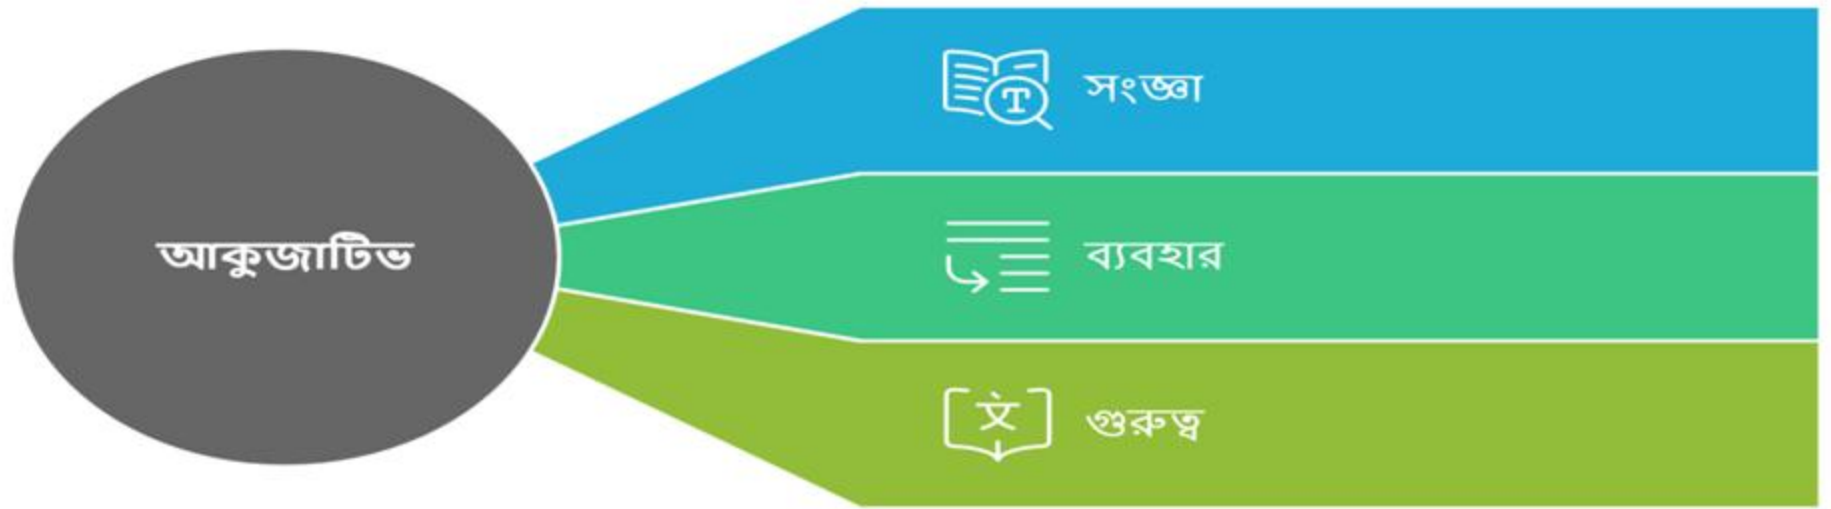 আকুজাটিভ
সংজ্ঞা
ব্যবহার
গুরুত্ব